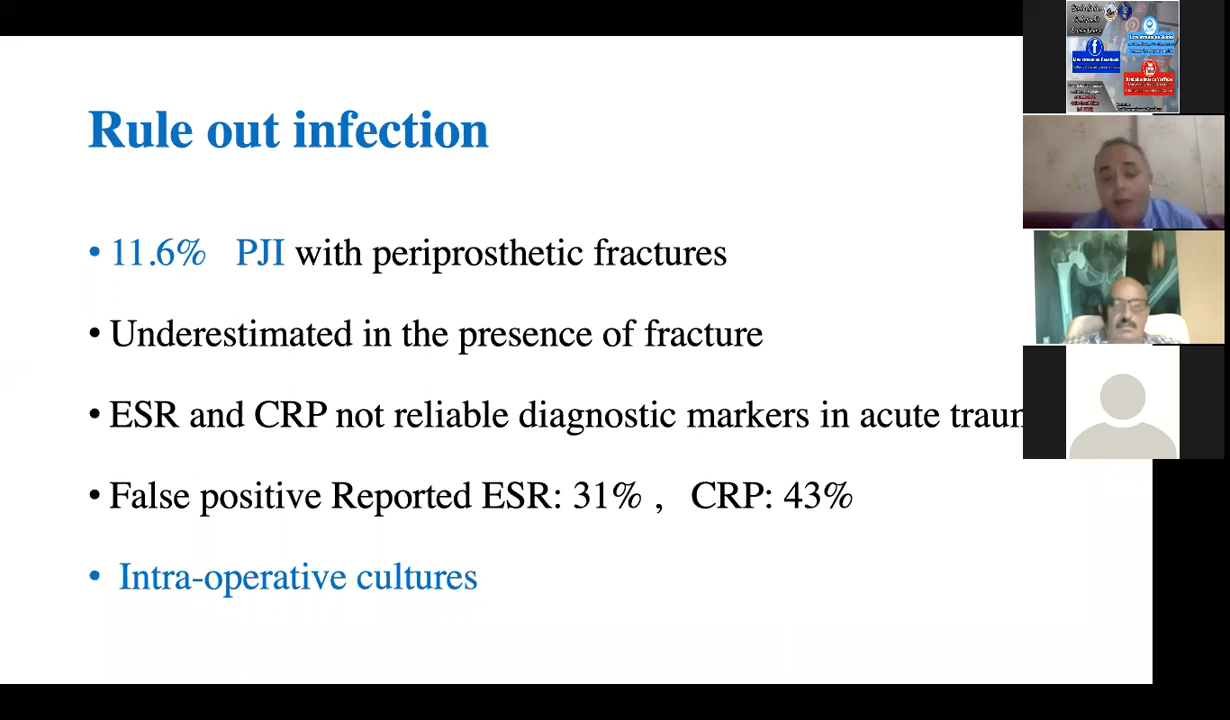 Rule out infection
• 11.6% PJI with periprosthetic fractures
• Underestimated in the presence of fracture
• ESR and CRP not reliable diagnostic markers in acute
• False positive Reported ESR: 31% , CRP: 43%
• Intra-operative cultures